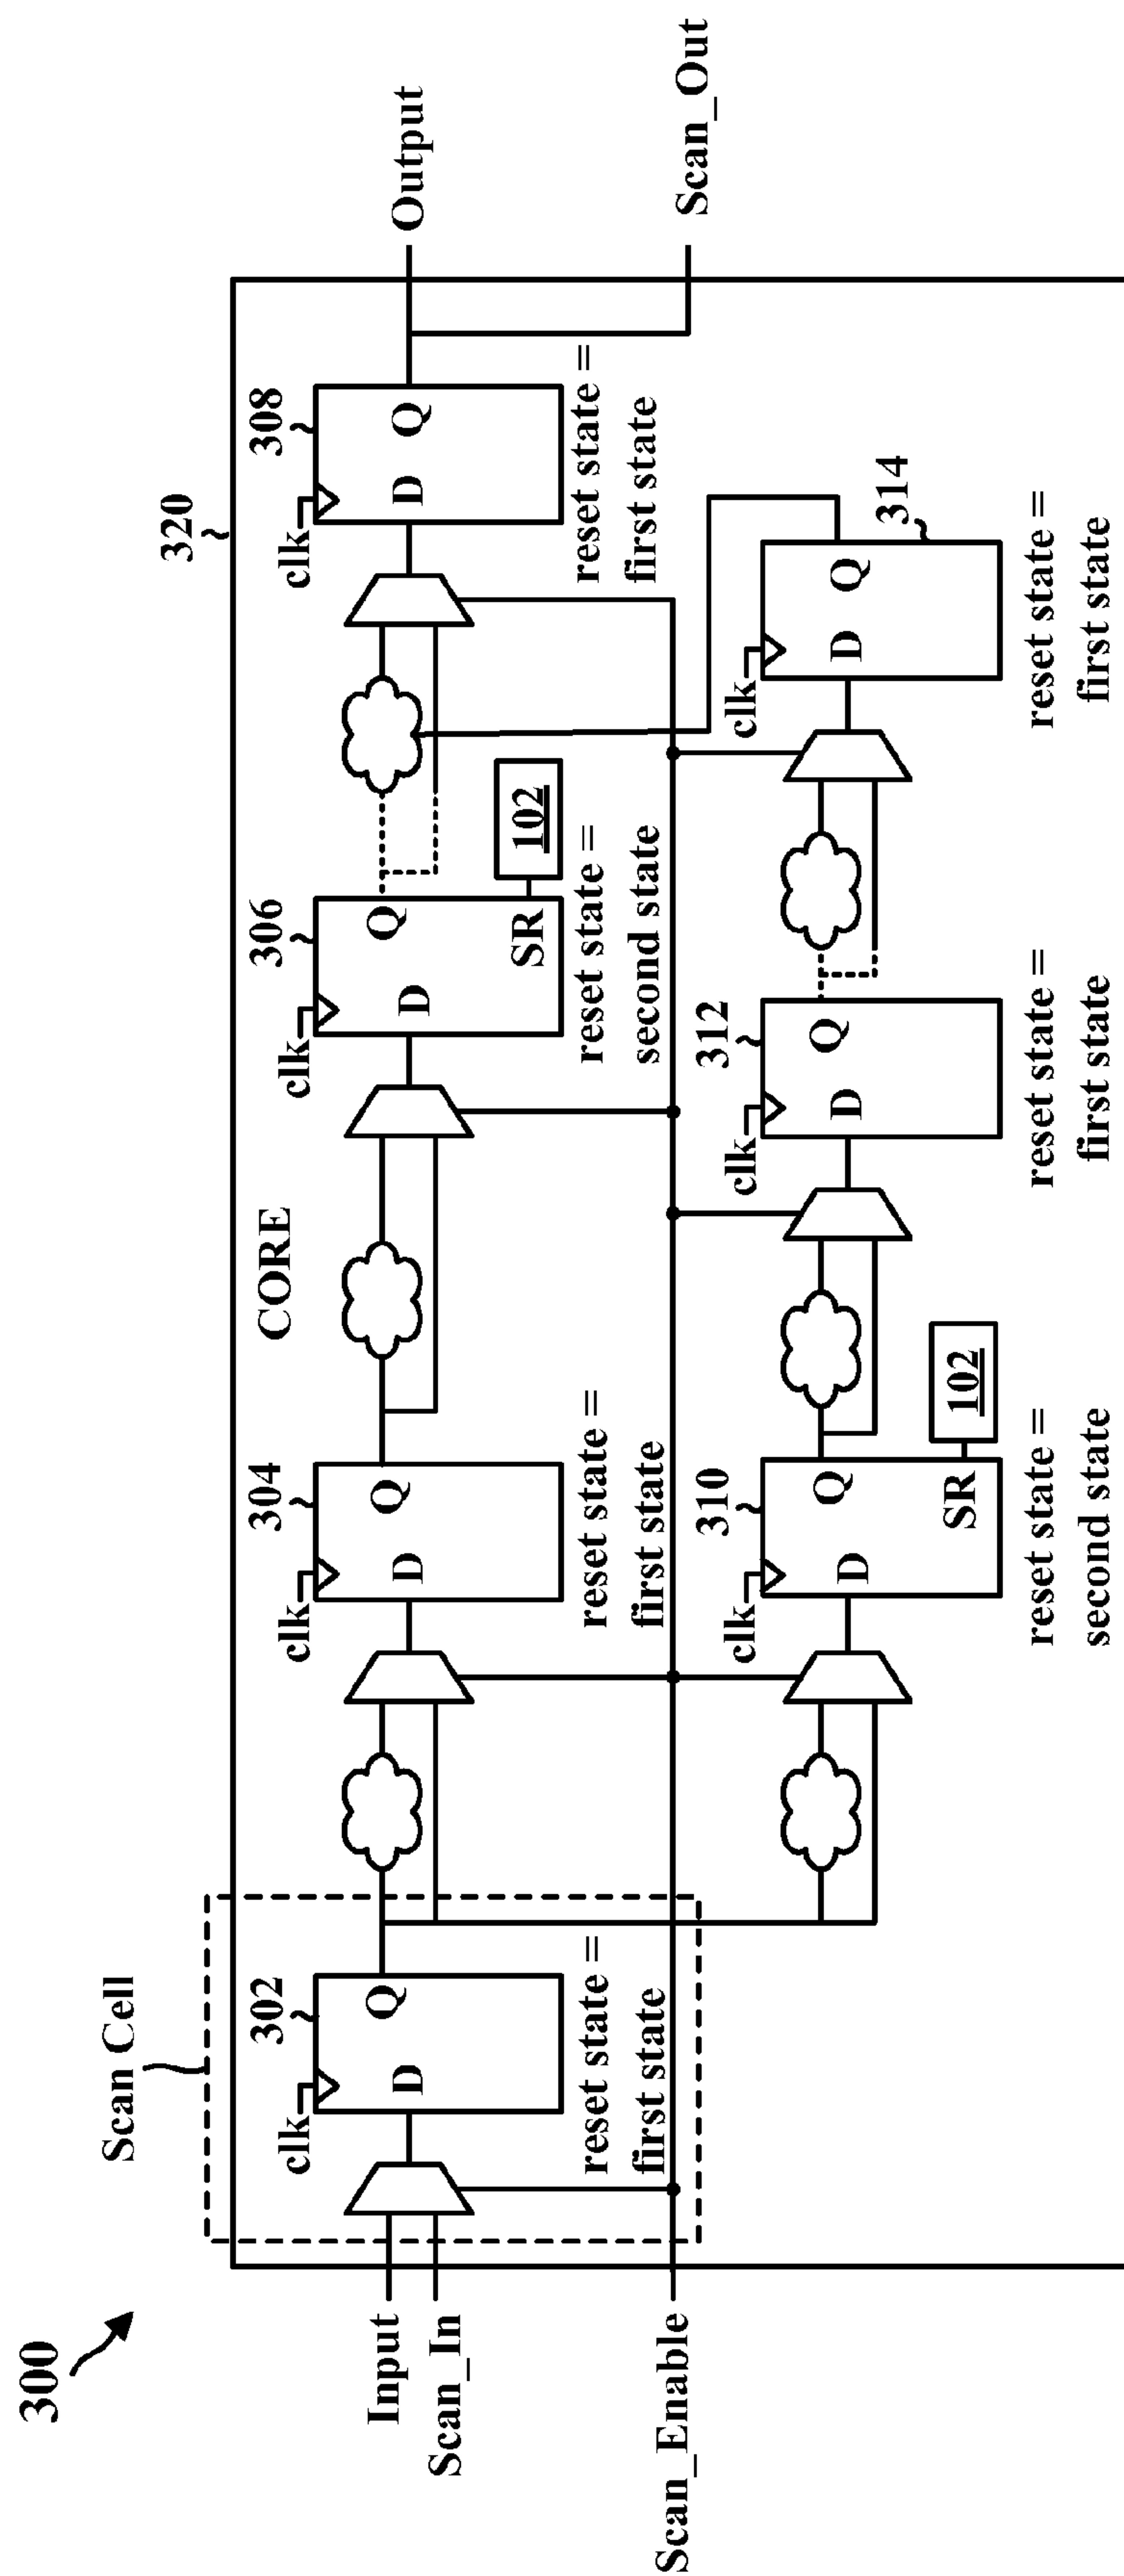 300
Scan Cell
320
CORE
Input
Scan_In
Scan_Enable
Output
Scan_Out
302
clk
D
Q
reset state =
first state
304
clk
D
Q
reset state =
first state
306
clk
D
Q
SR
102
reset state =
second state
308
clk
D
Q
reset state =
first state
310
clk
D
Q
SR
102
reset state =
second state
312
clk
D
Q
reset state =
first state
314
clk
D
Q
reset state =
first state